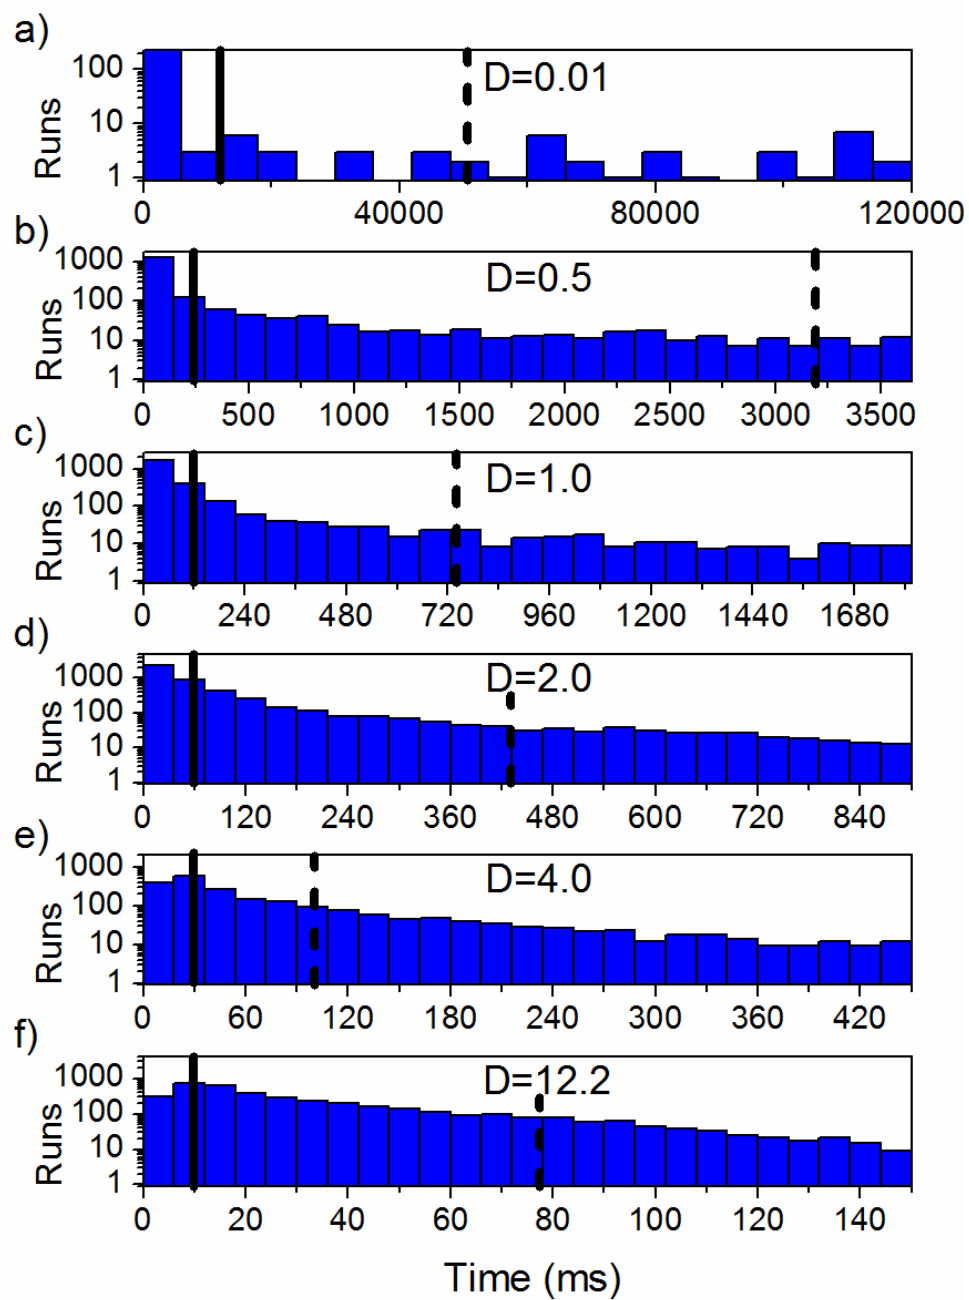 a)
D=0.01
Runs
100
10
1
0 40000 80000 120000
b)
D=0.5
Runs
1000
100
10
1
0 500 1000 1500 2000 2500 3000 3500
c)
D=1.0
Runs
1000
100
10
1
0 240 480 720 960 1200 1440 1680
d)
D=2.0
Runs
1000
100
10
1
0 120 240 360 480 600 720 840
e)
D=4.0
Runs
1000
100
10
1
0 60 120 180 240 300 360 420
f)
D=12.2
Runs
1000
100
10
1
0 20 40 60 80 100 120 140
Time (ms)